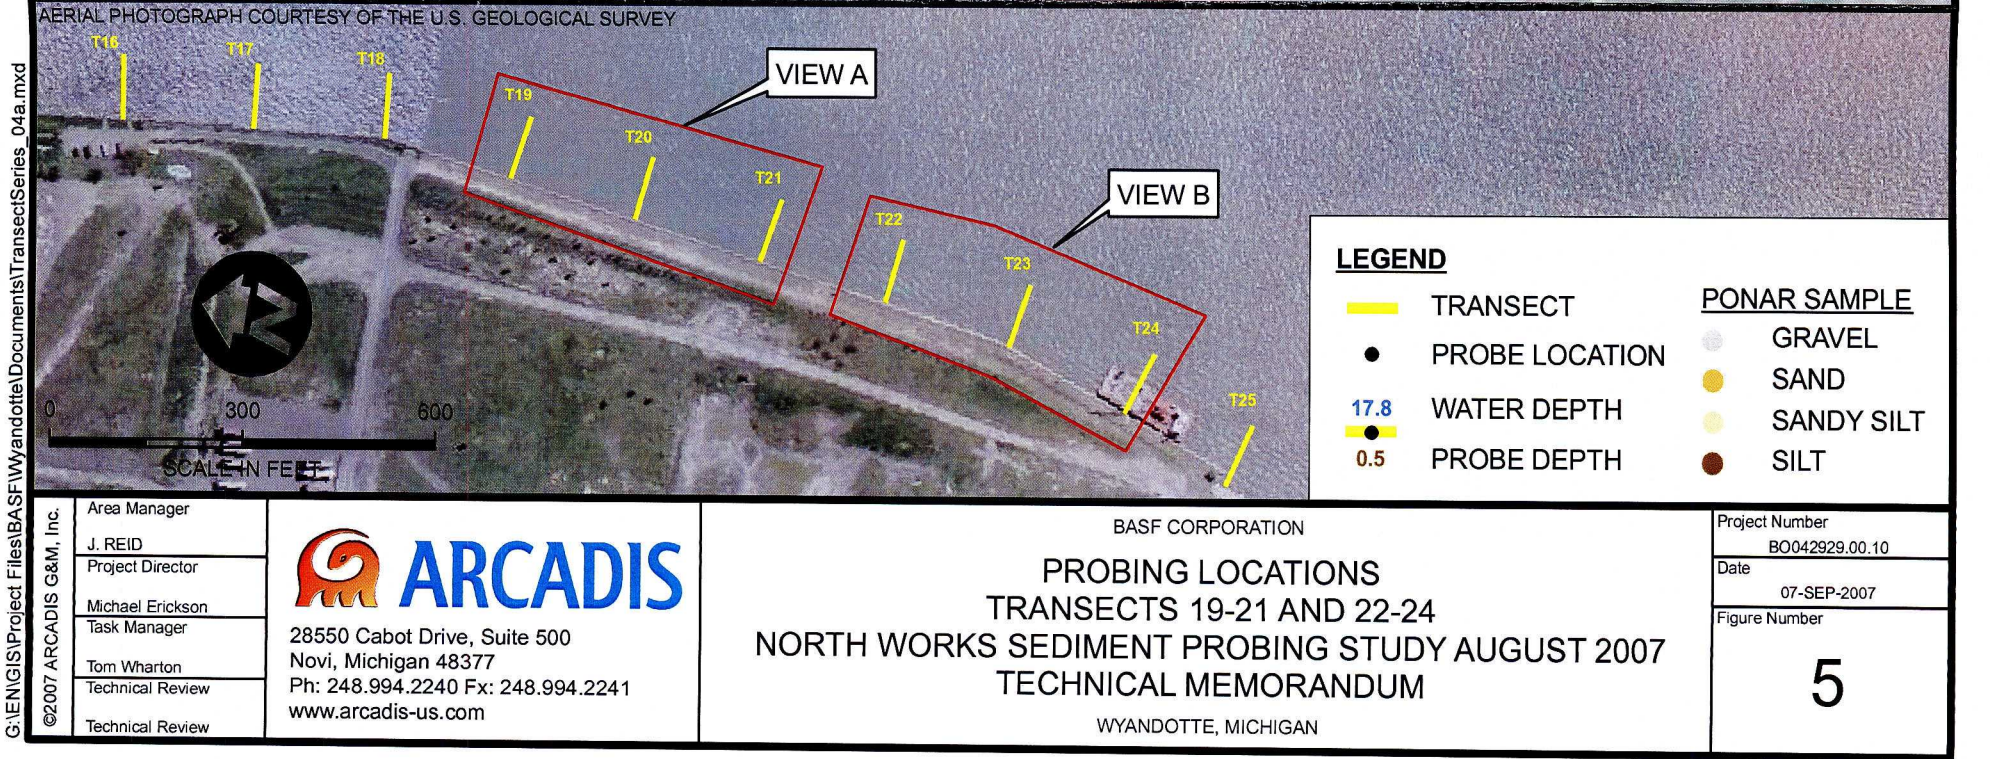 AERIAL PHOTOGRAPH COURTESY OF THE U.S. GEOLOGICAL SURVEY
T16
T17
T18
VIEW A
T19
T20
T21
VIEW B
T22
T23
T24
T25
N
0 300 600
SCALE IN FEET
LEGEND
TRANSECT
PROBE LOCATION
17.8 WATER DEPTH
0.5 PROBE DEPTH
PONAR SAMPLE
GRAVEL
SAND
SANDY SILT
SILT
G:\EN\GIS\Project Files\BASF\Wyandotte\Documents\TransectSeries_04a.mxd
©2007 ARCADIS G&M, Inc.
Area Manager
J. REID
Project Director
Michael Erickson
Task Manager
Tom Wharton
Technical Review
Technical Review
ARCADIS
28550 Cabot Drive, Suite 500
Novi, Michigan 48377
Ph: 248.994.2240 Fx: 248.994.2241
www.arcadis-us.com
BASF CORPORATION
PROBING LOCATIONS
TRANSECTS 19-21 AND 22-24
NORTH WORKS SEDIMENT PROBING STUDY AUGUST 2007
TECHNICAL MEMORANDUM
WYANDOTTE, MICHIGAN
Project Number
BO042929.00.10
Date
07-SEP-2007
Figure Number
5